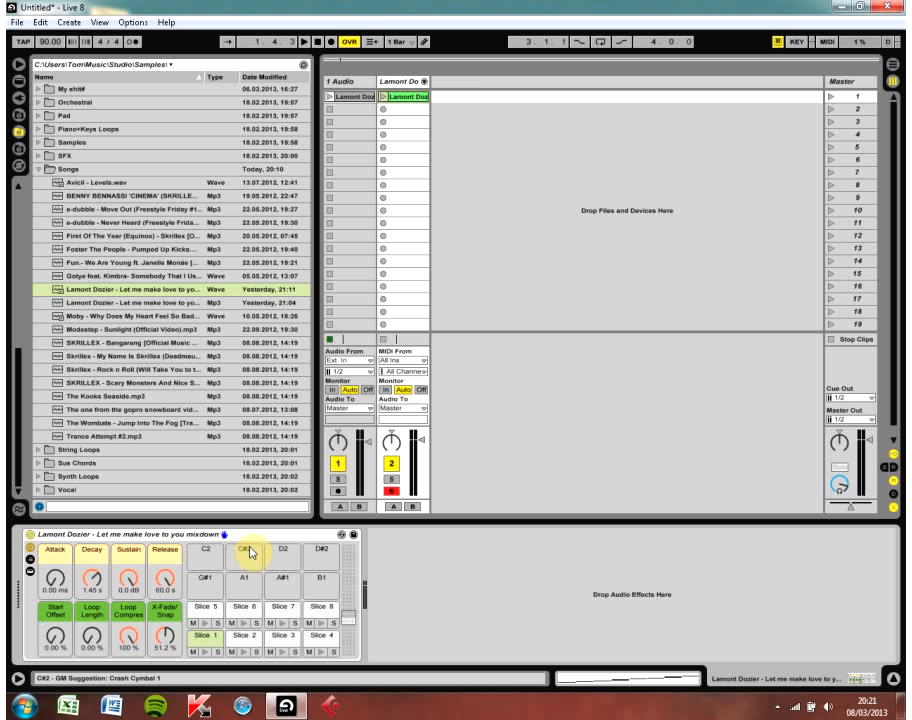 Untitled* - Live 8
File Edit Create View Options Help
TAP 90.00 4 / 4 OVR 1 Bar 1. 4. 3 3. 1. 1 4. 0. 0 KEY MIDI 1 % D
C:\Users\Tom\Music\Studio\Samples\
Name Type Date Modified
My shit# 06.03.2013, 16:27
Orchestral 18.02.2013, 19:57
Pad 18.02.2013, 19:57
Piano+Keys Loops 18.02.2013, 19:58
Samples 18.02.2013, 19:58
SFX 18.02.2013, 20:00
Songs Today, 20:10
Avicii - Levels.wav Wave 13.07.2012, 12:41
BENNY BENNASSI 'CINEMA' (SKRILLE... Mp3 19.05.2012, 22:47
e-dubble - Move Out (Freestyle Friday #1... Mp3 22.05.2012, 19:27
e-dubble - Never Heard (Freestyle Frida... Mp3 22.05.2012, 19:30
First Of The Year (Equinox) - Skrillex [O... Mp3 20.05.2012, 07:45
Foster The People - Pumped Up Kicks.... Mp3 22.05.2012, 19:40
Fun.- We Are Young ft. Janelle Monáe [... Mp3 22.05.2012, 19:21
Gotye feat. Kimbra- Somebody That I Us... Wave 05.05.2012, 13:07
Lamont Dozier - Let me make love to yo... Wave Yesterday, 21:11
Lamont Dozier - Let me make love to yo... Mp3 Yesterday, 21:04
Moby - Why Does My Heart Feel So Bad... Wave 10.05.2012, 18:26
Modestep - Sunlight (Official Video).mp3 Mp3 22.09.2012, 19:30
SKRILLEX - Bangarang [Official Music ... Mp3 08.08.2012, 14:19
Skrillex - My Name Is Skrillex (Deadmau... Mp3 08.08.2012, 14:19
Skrillex - Rock n Roll (Will Take You to t... Mp3 08.08.2012, 14:19
SKRILLEX - Scary Monsters And Nice S... Mp3 08.08.2012, 14:19
The Kooks Seaside.mp3 Mp3 08.08.2012, 14:19
The one from the gopro snowboard vid... Mp3 08.07.2012, 13:08
The Wombats - Jump Into The Fog [Tra... Mp3 08.08.2012, 14:19
Trance Attempt #2.mp3 Mp3 08.08.2012, 14:19
String Loops 18.02.2013, 20:01
Sus Chords 18.02.2013, 20:01
Synth Loops 18.02.2013, 20:02
Vocal 18.02.2013, 20:02
1 Audio Lamont Do Master
Lamont Doz Lamont Doz 1
2
3
4
5
6
7
8
9
Drop Files and Devices Here 10
11
12
13
14
15
16
17
18
19
Stop Clips
Audio From MIDI From
Ext. In All Ins
1/2 All Channe
Monitor Monitor
In Auto Off In Auto Off
Audio To Audio To
Master Master
Cue Out
1/2
Master Out
1/2
1 2 Solo
S S
A B A B
S R
Lamont Dozier - Let me make love to you mixdown
Attack Decay Sustain Release C2 C#2 D2 D#2
0.00 ms 1.45 s 0.0 dB 60.0 s G#1 A1 A#1 B1
Start Offset Loop Length Loop Compres X-Fade/ Snap
Slice 5 Slice 6 Slice 7 Slice 8
M S M S M S M S
Slice 1 Slice 2 Slice 3 Slice 4
0.00 % 0.00 % 100 % 51.2 %
M S M S M S M S
Drop Audio Effects Here
C#2 - GM Suggestion: Crash Cymbal 1
Lamont Dozier - Let me make love to y...
20:21
08/03/2013